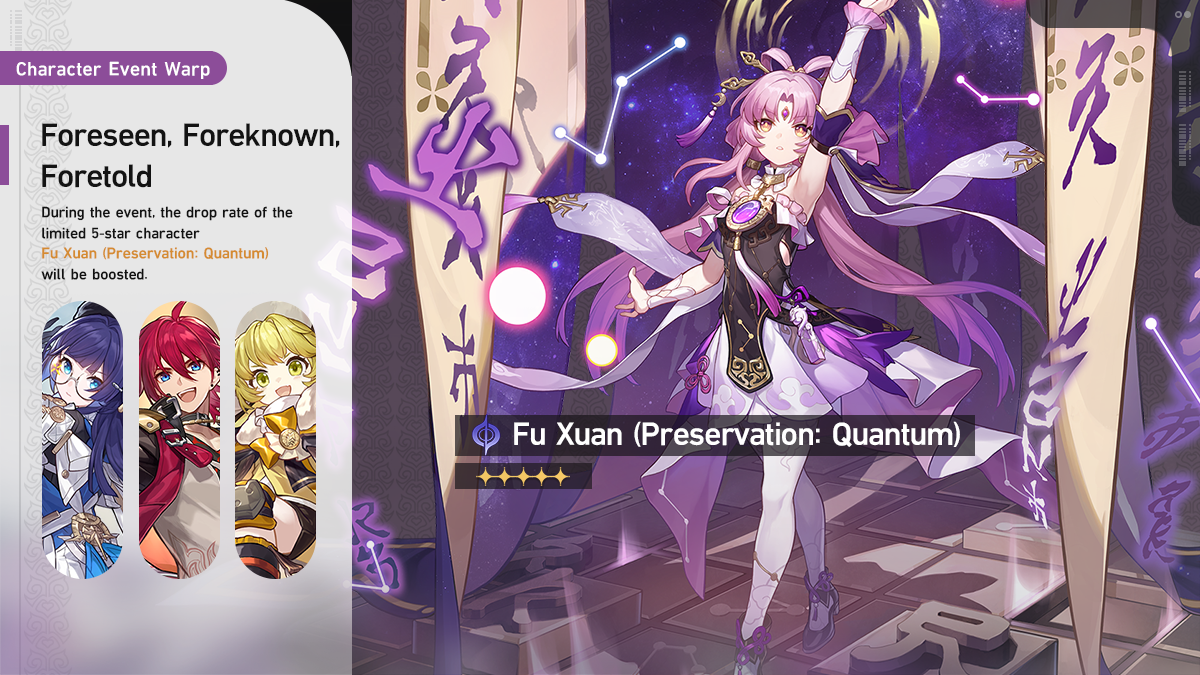 Character Event Warp
Foreseen, Foreknown,
Foretold
During the event, the drop rate of the
limited 5-star character
Fu Xuan (Preservation: Quantum)
will be boosted.
Fu Xuan (Preservation: Quantum)